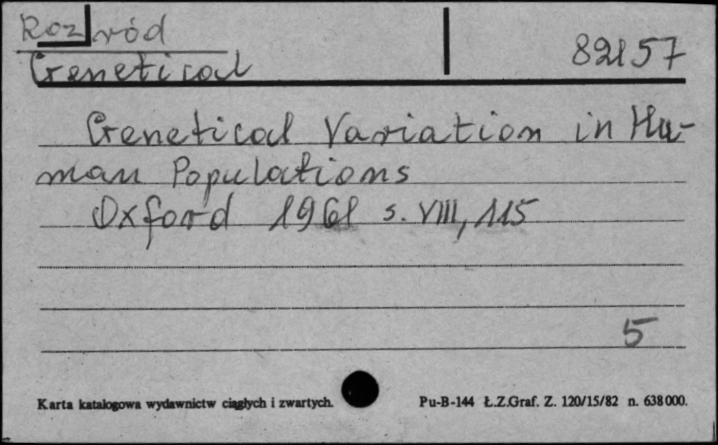 Rozwód
Genetical
82157
Genetical Variation in Hu-
man Populations
Oxford 1961 s. VIII, 115
5
Karta katalogowa wydawnictw ciągłych i zwartych.
Pu-B-144 Ł.Z.Graf. Z. 120/15/82 n. 638000.